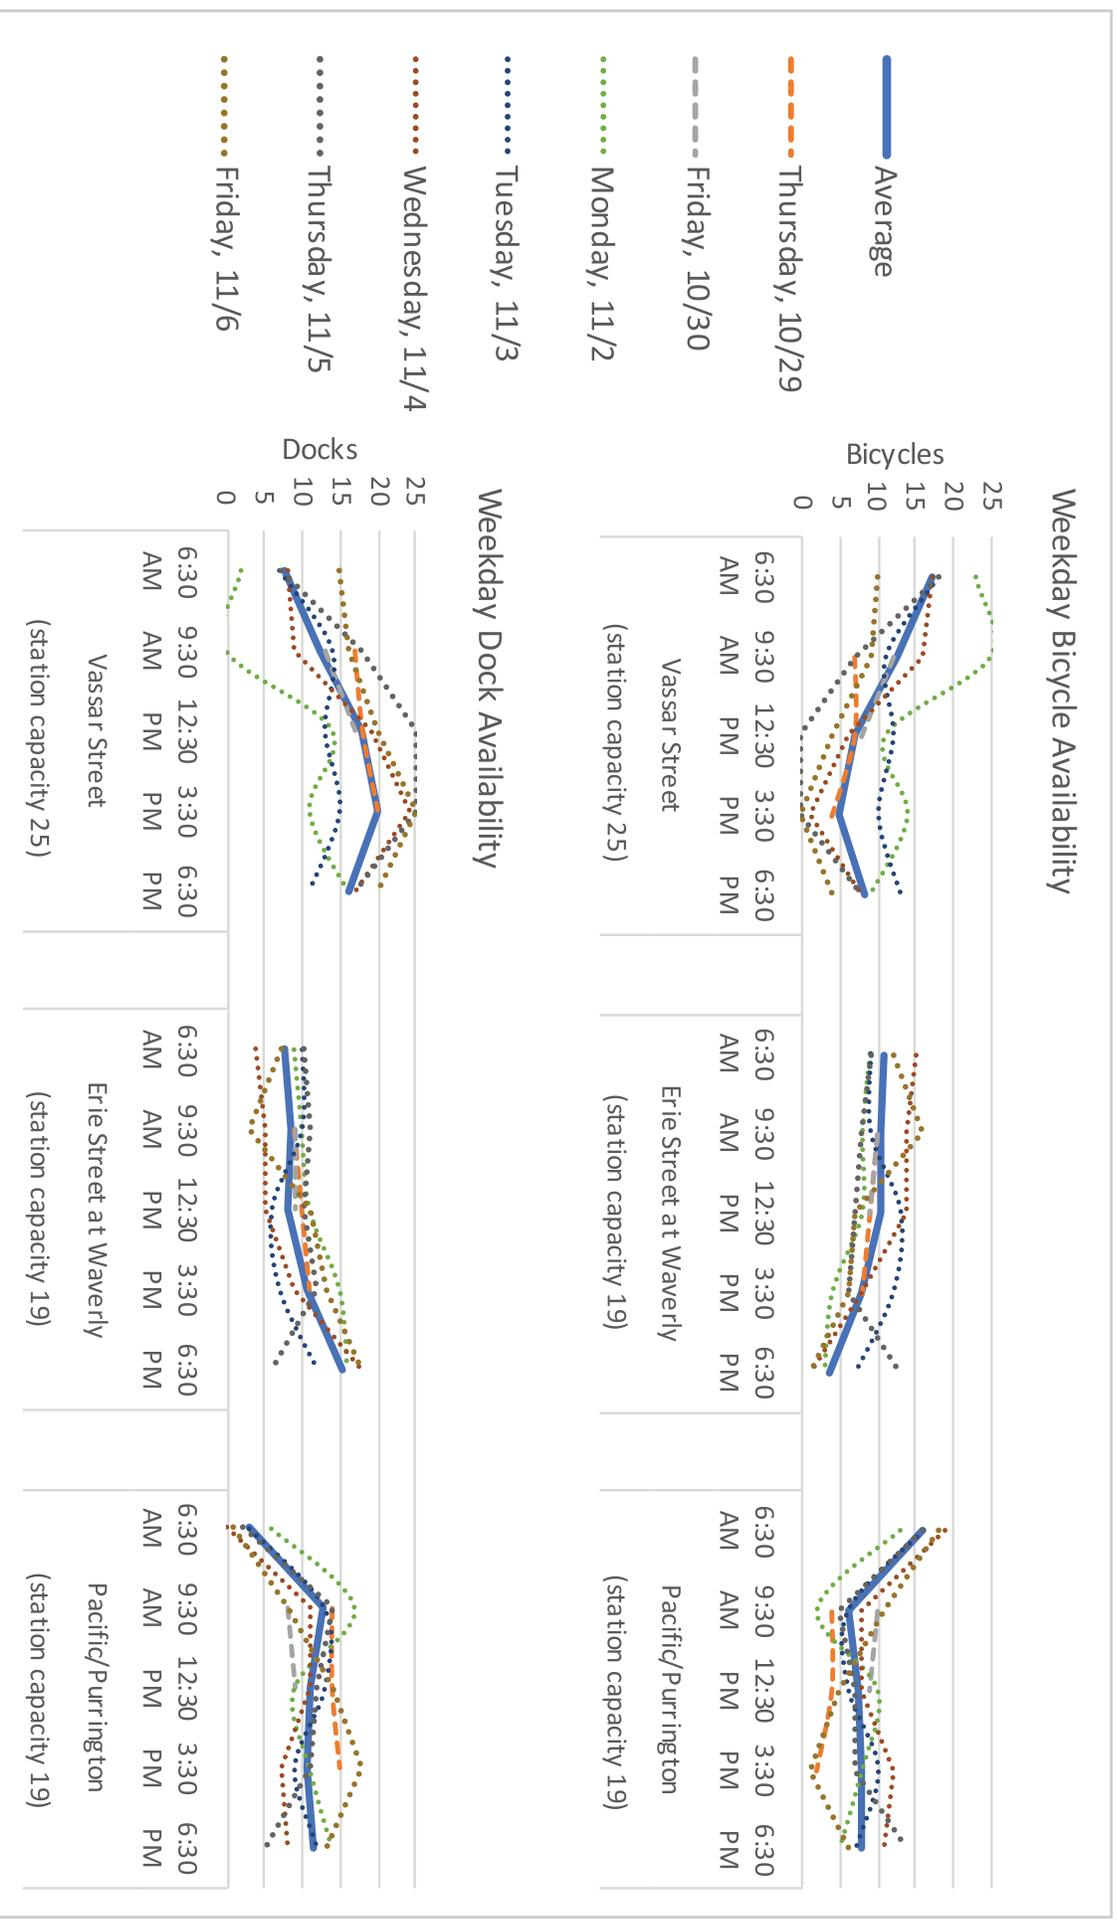 Weekday Bicycle Availability
Bicycles
25
20
15
10
5
0
6:30 AM
9:30 AM
12:30 PM
3:30 PM
6:30 PM
6:30 AM
9:30 AM
12:30 PM
3:30 PM
6:30 PM
6:30 AM
9:30 AM
12:30 PM
3:30 PM
6:30 PM
Vassar Street
Erie Street at Waverly
Pacific/Purrington
(station capacity 25)
(station capacity 19)
(station capacity 19)
Average
Thursday, 10/29
Friday, 10/30
Monday, 11/2
Tuesday, 11/3
Wednesday, 11/4
Thursday, 11/5
Friday, 11/6
Weekday Dock Availability
Docks
25
20
15
10
5
0
6:30 AM
9:30 AM
12:30 PM
3:30 PM
6:30 PM
6:30 AM
9:30 AM
12:30 PM
3:30 PM
6:30 PM
6:30 AM
9:30 AM
12:30 PM
3:30 PM
6:30 PM
Vassar Street
Erie Street at Waverly
Pacific/Purrington
(station capacity 25)
(station capacity 19)
(station capacity 19)